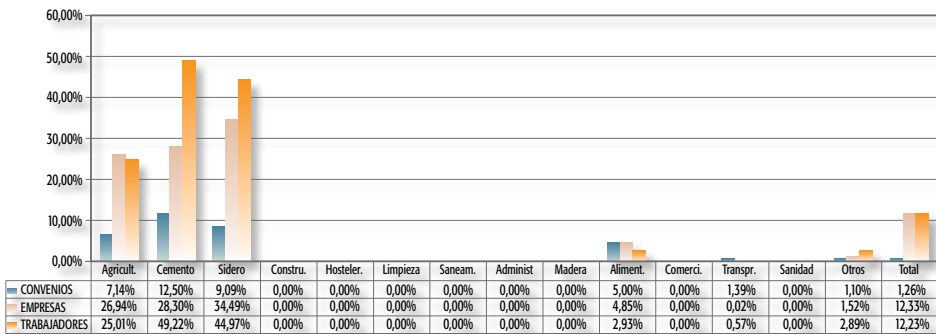 60,00%
50,00%
40,00%
30,00%
20,00%
10,00%
0,00%
Agricult. Cemento Sidero Constru. Hosteler. Limpieza Saneam. Administ Madera Aliment. Comerci. Transpr. Sanidad Otros Total
CONVENIOS 7,14% 12,50% 9,09% 0,00% 0,00% 0,00% 0,00% 0,00% 0,00% 5,00% 0,00% 1,39% 0,00% 1,10% 1,26%
EMPRESAS 26,94% 28,30% 34,49% 0,00% 0,00% 0,00% 0,00% 0,00% 0,00% 4,85% 0,00% 0,02% 0,00% 1,52% 12,33%
TRABAJADORES 25,01% 49,22% 44,97% 0,00% 0,00% 0,00% 0,00% 0,00% 0,00% 2,93% 0,00% 0,57% 0,00% 2,89% 12,23%